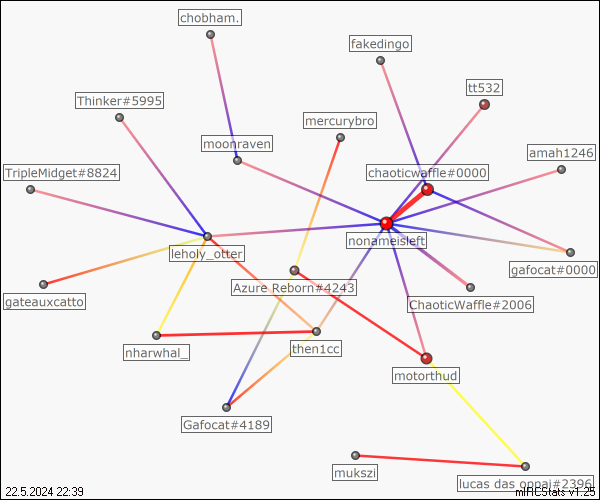 chobham.
fakedingo
tt532
Thinker#5995
mercurybro
moonraven
amah1246
TripleMidget#8824
chaoticwaffle#0000
nonameisleft
leholy_otter
gafocat#0000
Azure Reborn#4243
gateauxcatto
ChaoticWaffle#2006
nharwhal_
then1cc
motorthud
Gafocat#4189
mukszi
lucas das oppai#2396
22.5.2024 22:39
mIRCStats v1.25